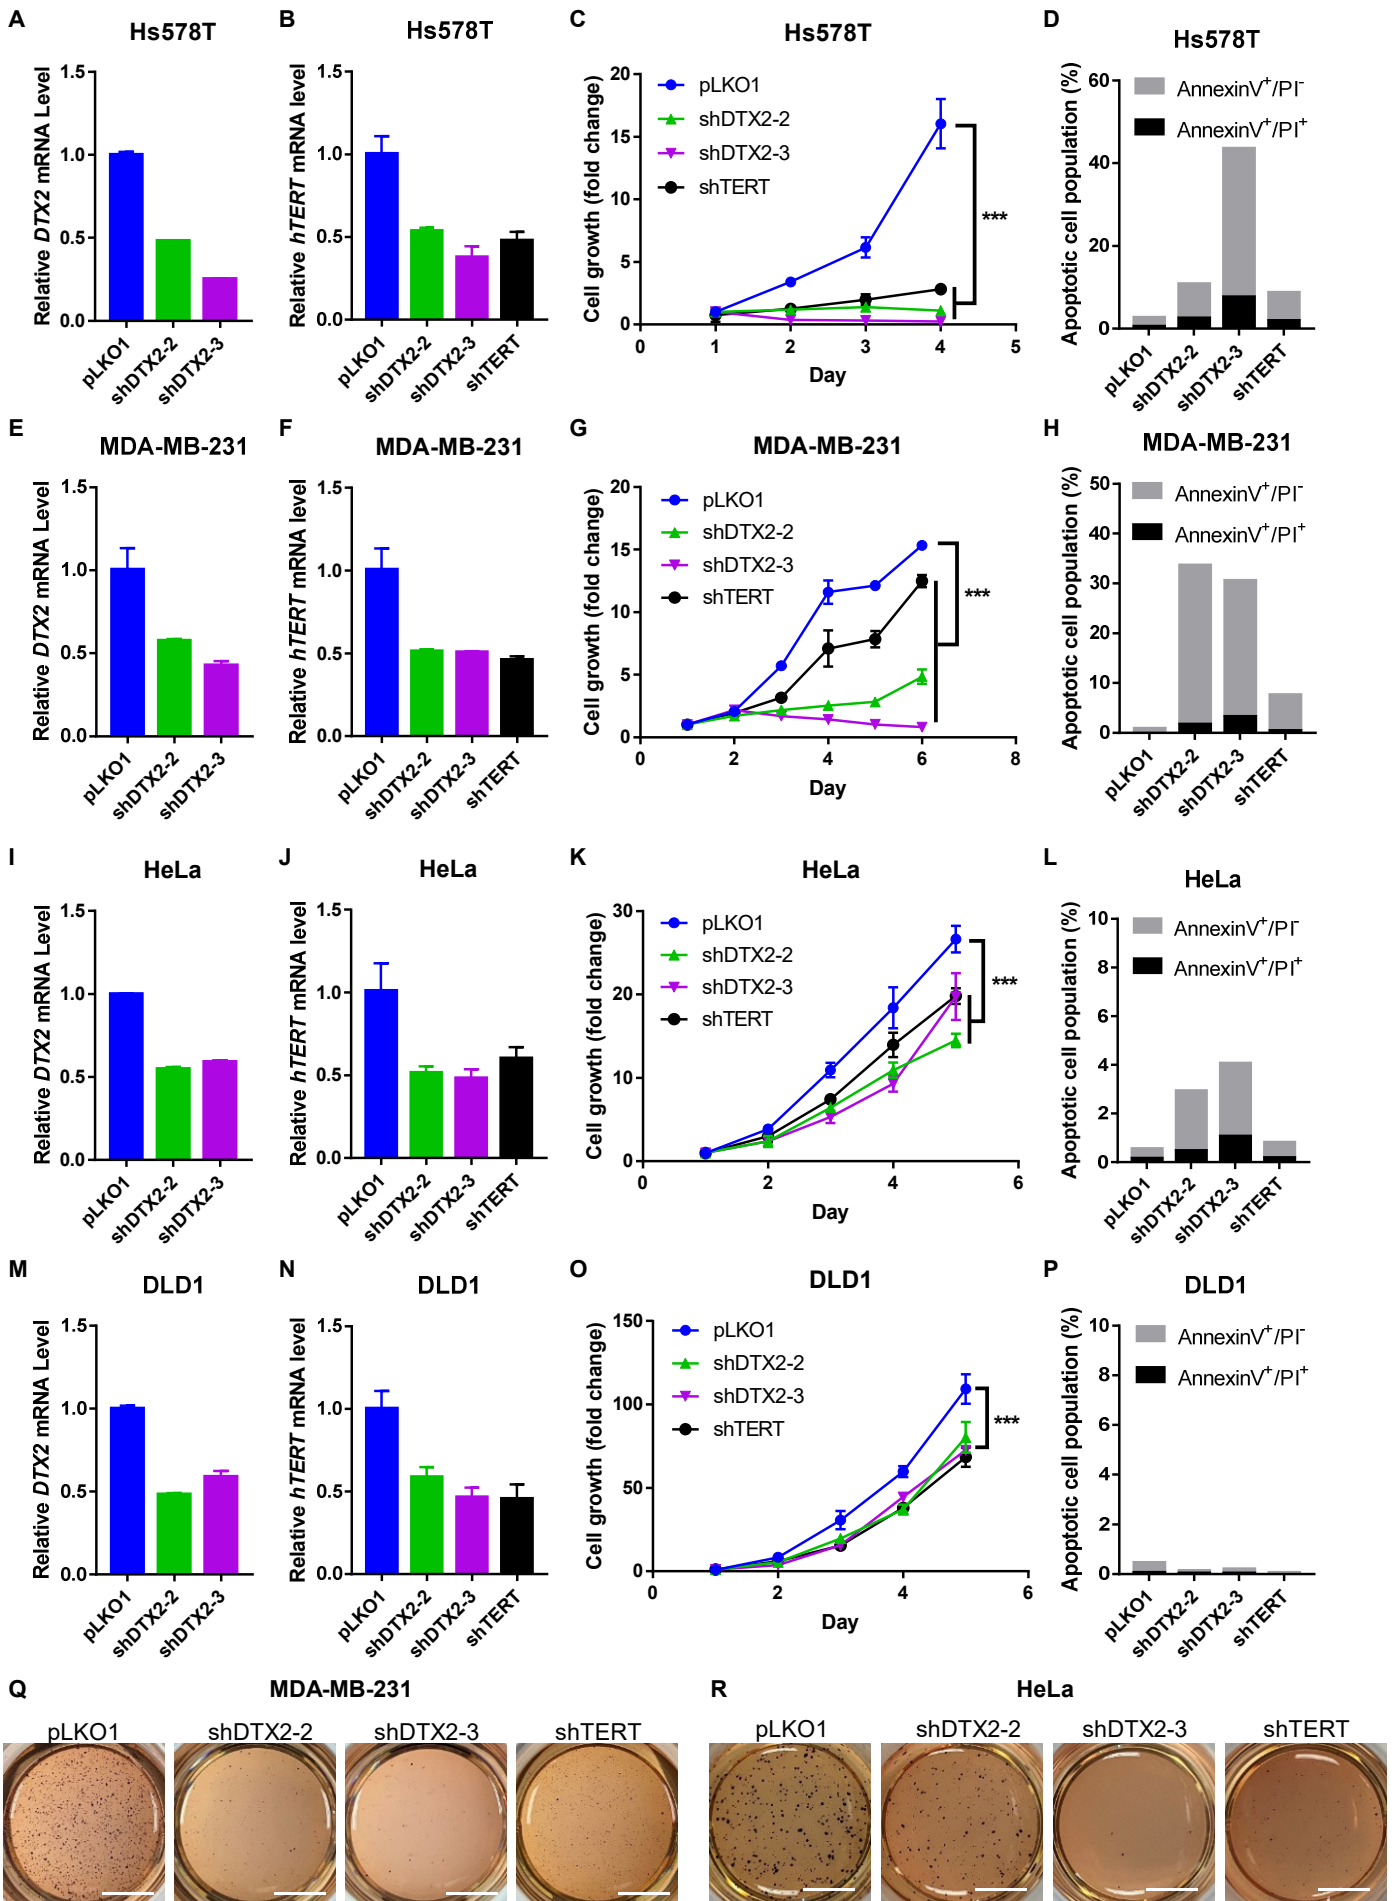 A
Hs578T
Relative DTX2 mRNA Level
1.5
1.0
0.5
0.0
pLKO1
shDTX2-2
shDTX2-3
B
Hs578T
Relative hTERT mRNA level
1.5
1.0
0.5
0.0
pLKO1
shDTX2-2
shDTX2-3
shTERT
C
Hs578T
Cell growth (fold change)
20
15
10
5
0
pLKO1
shDTX2-2
shDTX2-3
shTERT
***
0 1 2 3 4 5
Day
D
Hs578T
Apoptotic cell population (%)
60
40
20
0
AnnexinV+/PI-
AnnexinV+/PI+
pLKO1
shDTX2-2
shDTX2-3
shTERT
E
MDA-MB-231
Relative DTX2 mRNA Level
1.5
1.0
0.5
0.0
pLKO1
shDTX2-2
shDTX2-3
F
MDA-MB-231
Relative hTERT mRNA level
1.5
1.0
0.5
0.0
pLKO1
shDTX2-2
shDTX2-3
shTERT
G
MDA-MB-231
Cell growth (fold change)
20
15
10
5
0
pLKO1
shDTX2-2
shDTX2-3
shTERT
***
0 2 4 6 8
Day
H
MDA-MB-231
Apoptotic cell population (%)
50
40
30
20
10
0
AnnexinV+/PI-
AnnexinV+/PI+
pLKO1
shDTX2-2
shDTX2-3
shTERT
I
HeLa
Relative DTX2 mRNA Level
1.5
1.0
0.5
0.0
pLKO1
shDTX2-2
shDTX2-3
J
HeLa
Relative hTERT mRNA level
1.5
1.0
0.5
0.0
pLKO1
shDTX2-2
shDTX2-3
shTERT
K
HeLa
Cell growth (fold change)
30
20
10
0
pLKO1
shDTX2-2
shDTX2-3
shTERT
***
0 2 4 6
Day
L
HeLa
Apoptotic cell population (%)
10
8
6
4
2
0
AnnexinV+/PI-
AnnexinV+/PI+
pLKO1
shDTX2-2
shDTX2-3
shTERT
M
DLD1
Relative DTX2 mRNA Level
1.5
1.0
0.5
0.0
pLKO1
shDTX2-2
shDTX2-3
N
DLD1
Relative hTERT mRNA level
1.5
1.0
0.5
0.0
pLKO1
shDTX2-2
shDTX2-3
shTERT
O
DLD1
Cell growth (fold change)
150
100
50
0
pLKO1
shDTX2-2
shDTX2-3
shTERT
***
0 2 4 6
Day
P
DLD1
Apoptotic cell population (%)
10
8
6
4
2
0
AnnexinV+/PI-
AnnexinV+/PI+
pLKO1
shDTX2-2
shDTX2-3
shTERT
Q
MDA-MB-231
pLKO1 shDTX2-2 shDTX2-3 shTERT
R
HeLa
pLKO1 shDTX2-2 shDTX2-3 shTERT